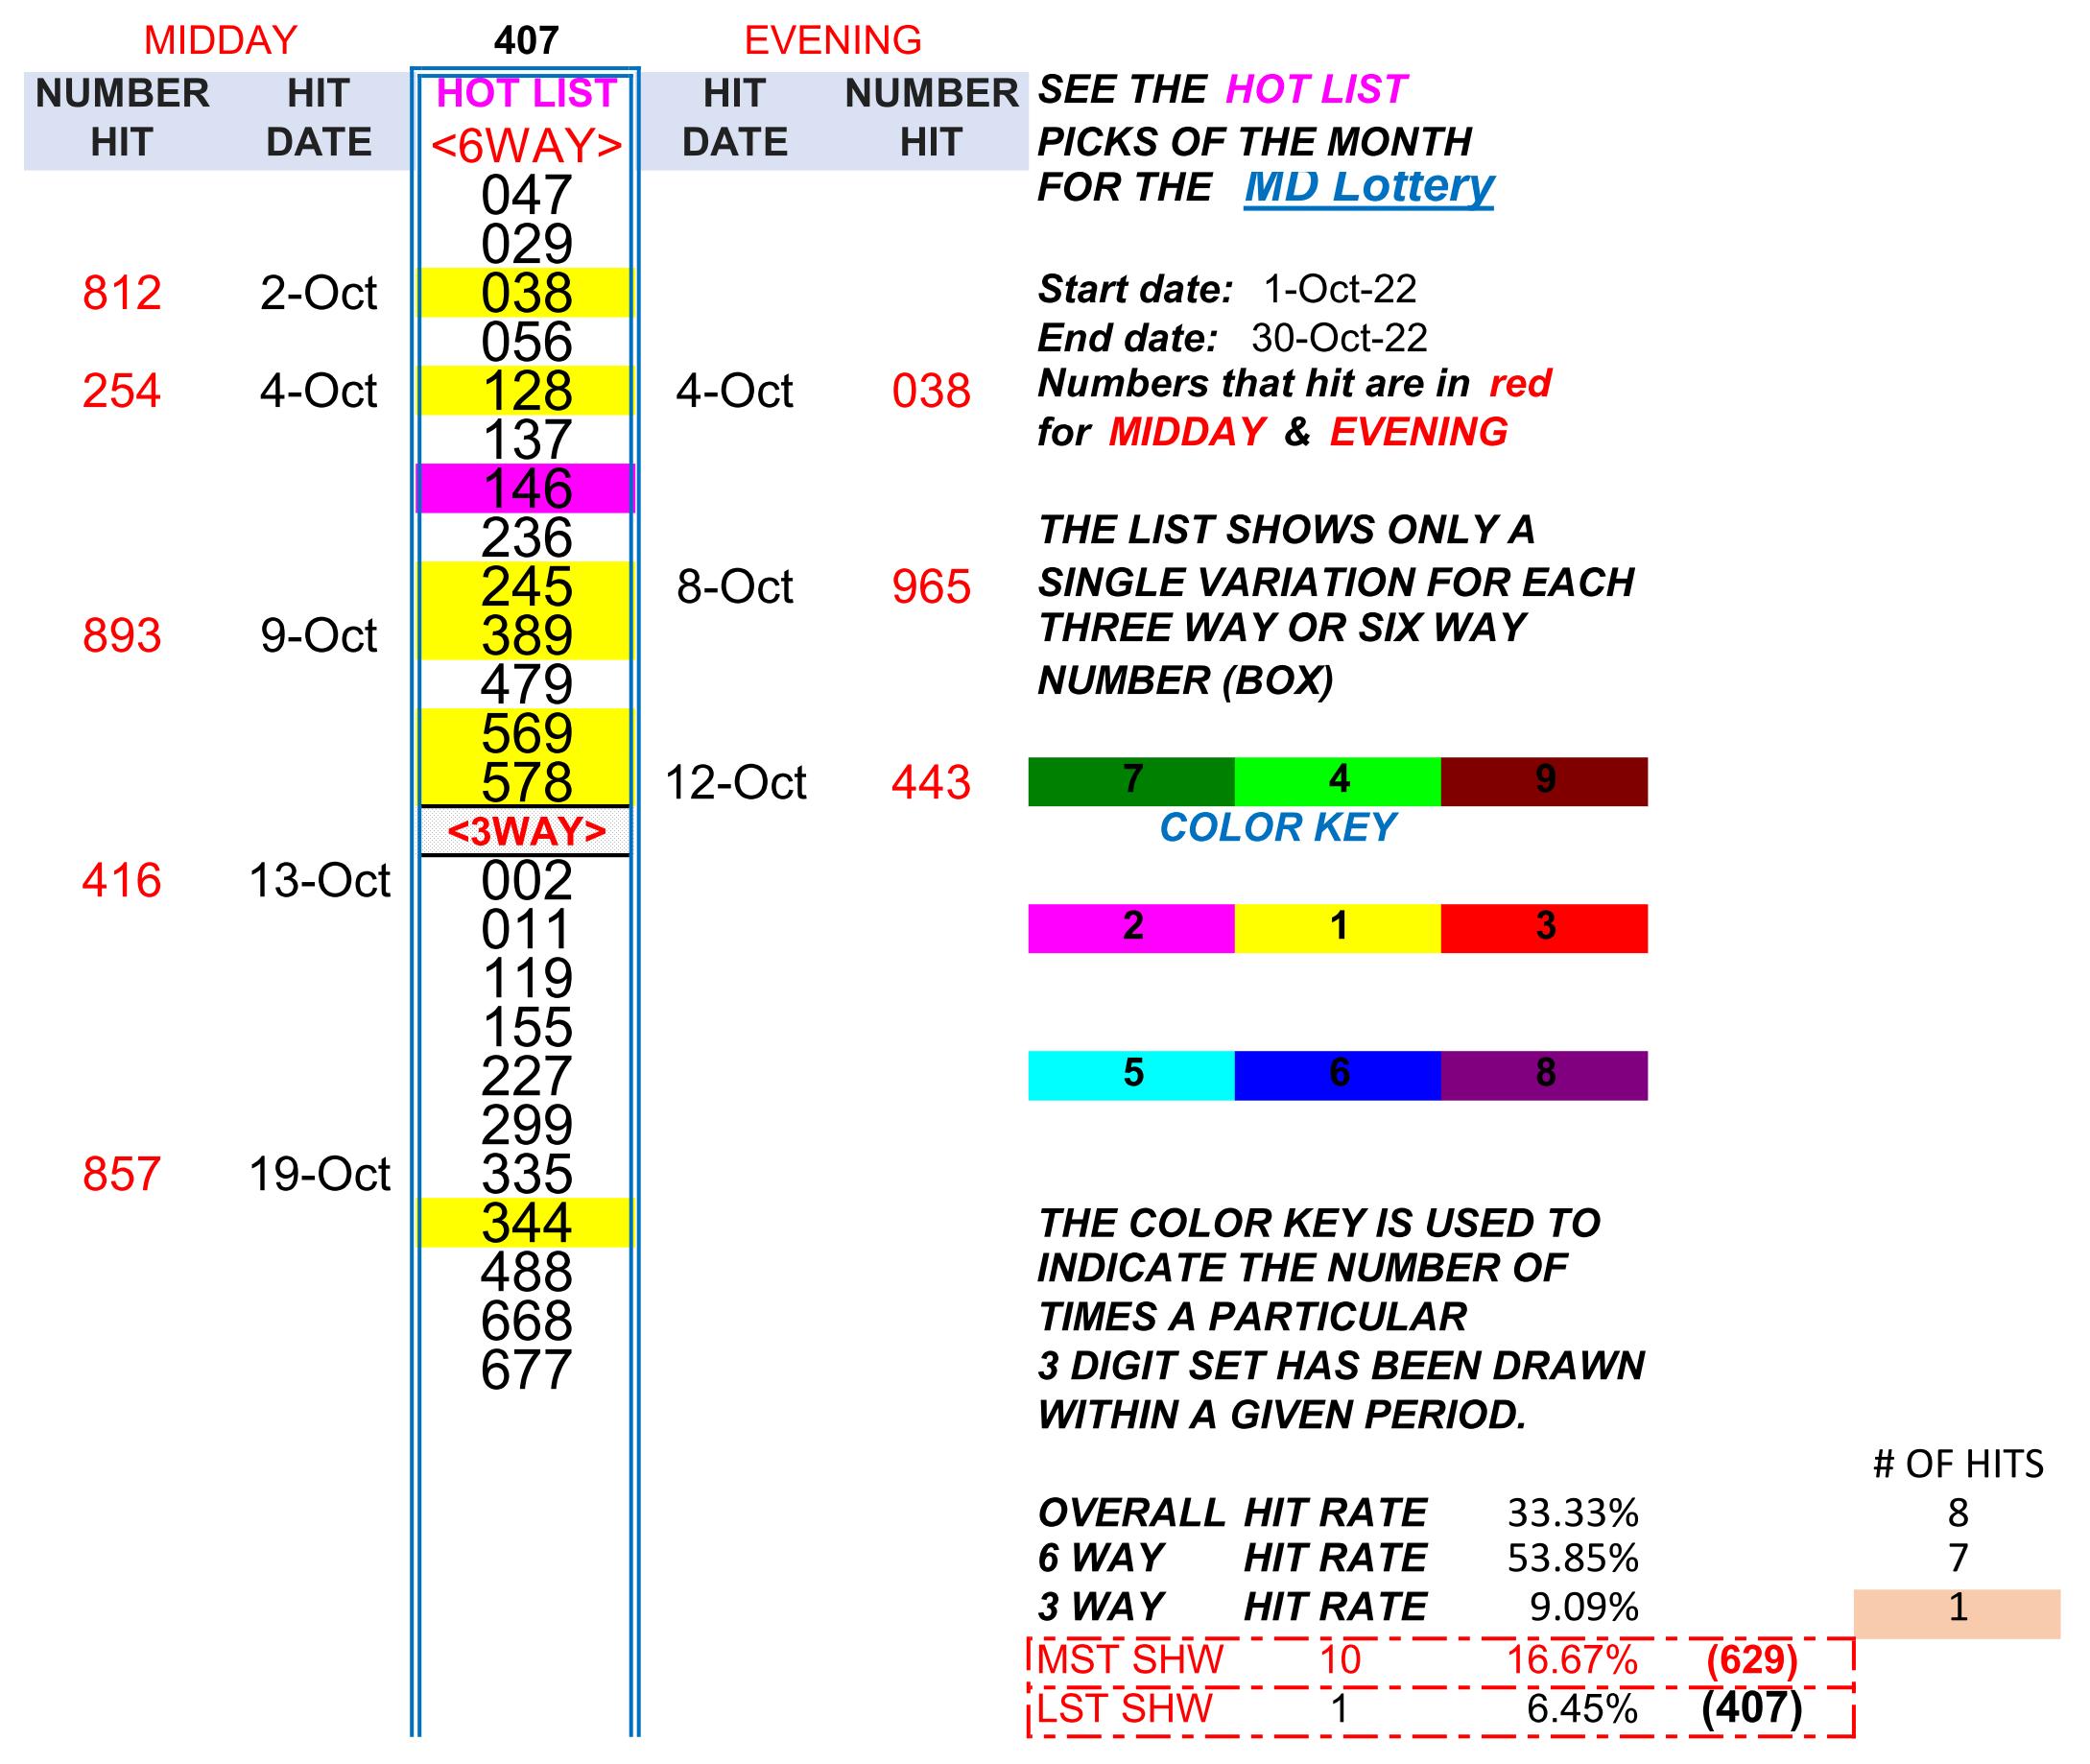 MIDDAY 407 EVENING
NUMBER HIT HOT LIST HIT NUMBER SEE THE HOT LIST
HIT DATE <6WAY> DATE HIT PICKS OF THE MONTH
047 FOR THE MD Lottery
029
812 2-Oct 038 Start date: 1-Oct-22
056 End date: 30-Oct-22
254 4-Oct 128 4-Oct 038 Numbers that hit are in red
137 for MIDDAY & EVENING
146
236 THE LIST SHOWS ONLY A
245 8-Oct 965 SINGLE VARIATION FOR EACH
893 9-Oct 389 THREE WAY OR SIX WAY
479 NUMBER (BOX)
569
578 12-Oct 443 7 4 9
<3WAY> COLOR KEY
416 13-Oct 002
011 2 1 3
119
155
227 5 6 8
299
857 19-Oct 335
344 THE COLOR KEY IS USED TO
488 INDICATE THE NUMBER OF
668 TIMES A PARTICULAR
677 3 DIGIT SET HAS BEEN DRAWN
WITHIN A GIVEN PERIOD.
# OF HITS
OVERALL HIT RATE 33.33% 8
6 WAY HIT RATE 53.85% 7
3 WAY HIT RATE 9.09% 1
MST SHW 10 16.67% (629)
LST SHW 1 6.45% (407)